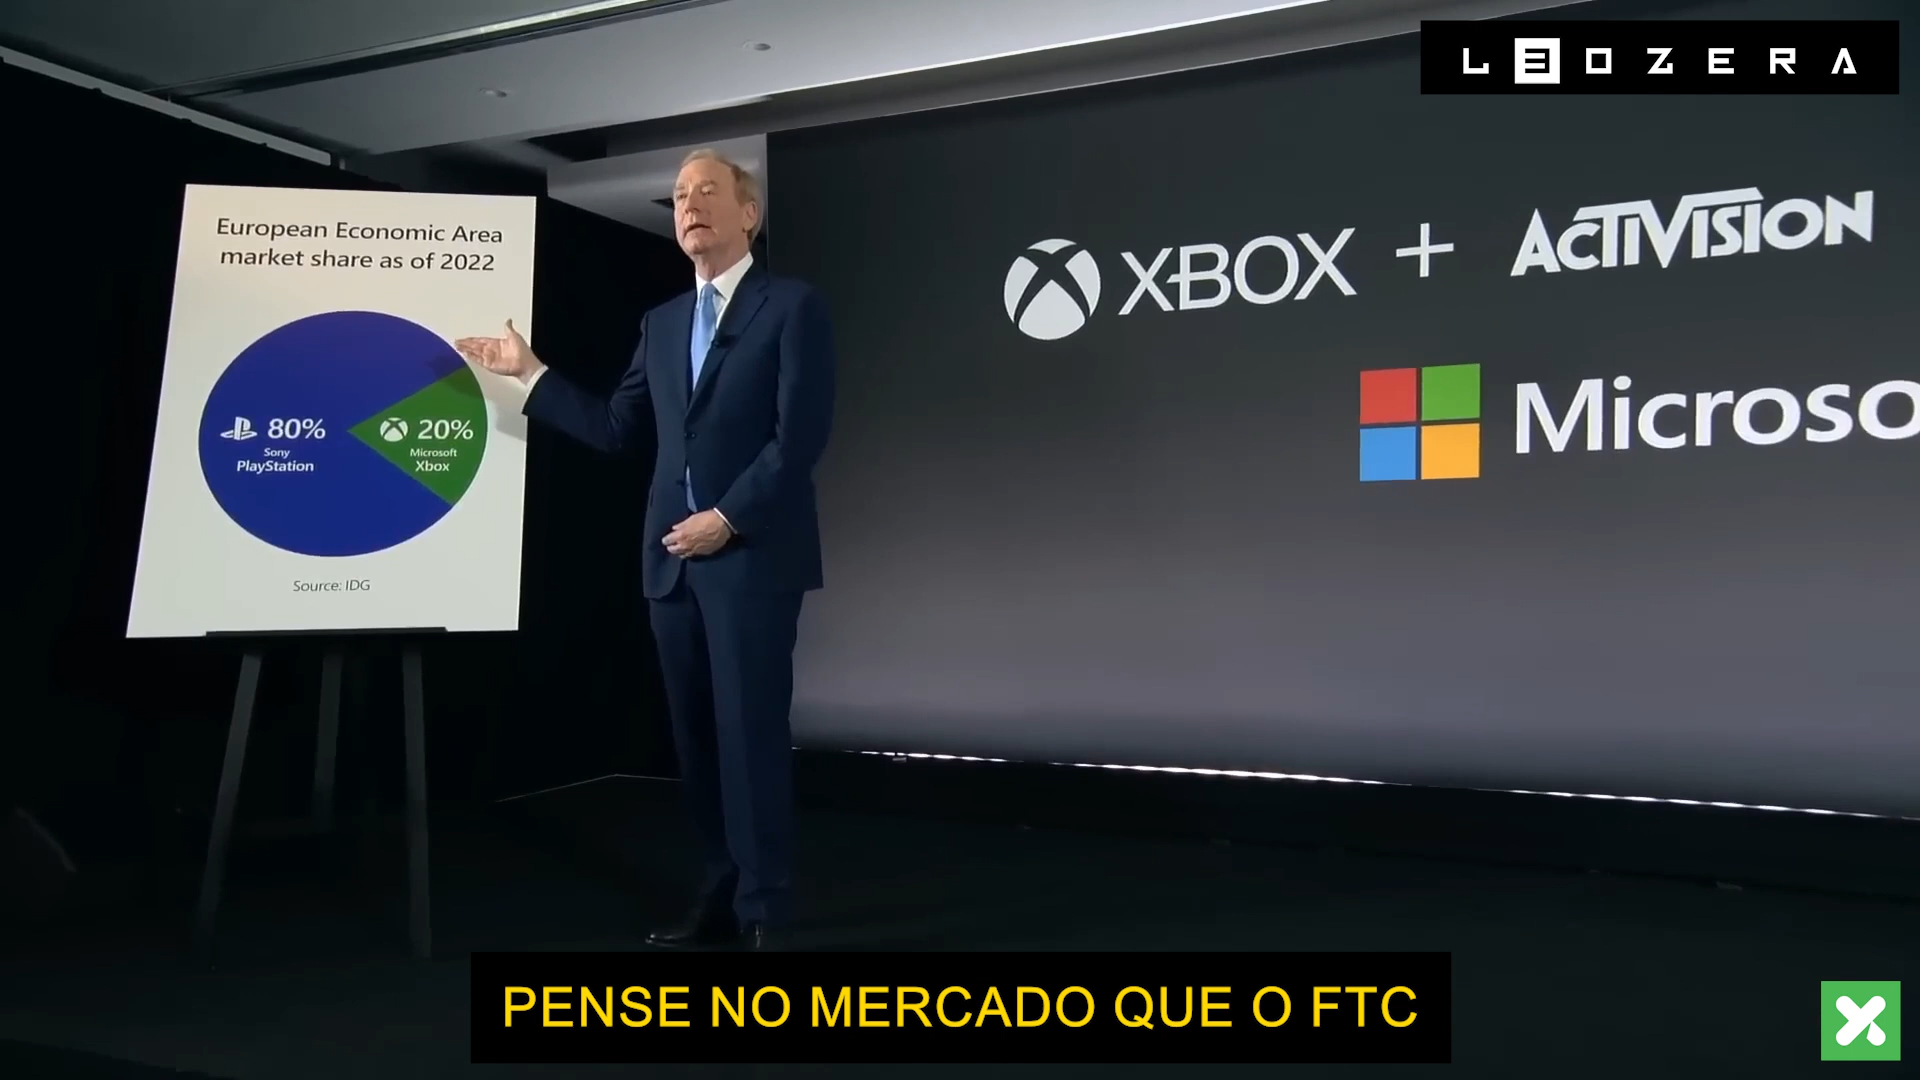 L3OZERA
European Economic Area
market share as of 2022
80%
Sony
PlayStation
20%
Microsoft
Xbox
Source: IDG
XBOX + ACTIVISION
Microso
PENSE NO MERCADO QUE O FTC